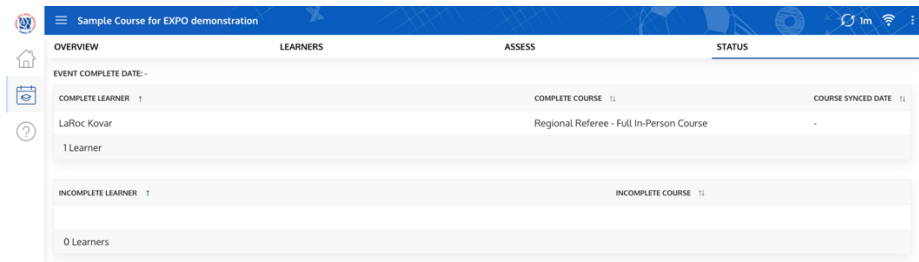 Sample Course for EXPO demonstration 1m
OVERVIEW LEARNERS ASSESS STATUS
EVENT COMPLETE DATE: -
COMPLETE LEARNER COMPLETE COURSE COURSE SYNCED DATE
LaRoc Kovar Regional Referee - Full In-Person Course -
1 Learner
INCOMPLETE LEARNER INCOMPLETE COURSE
0 Learners